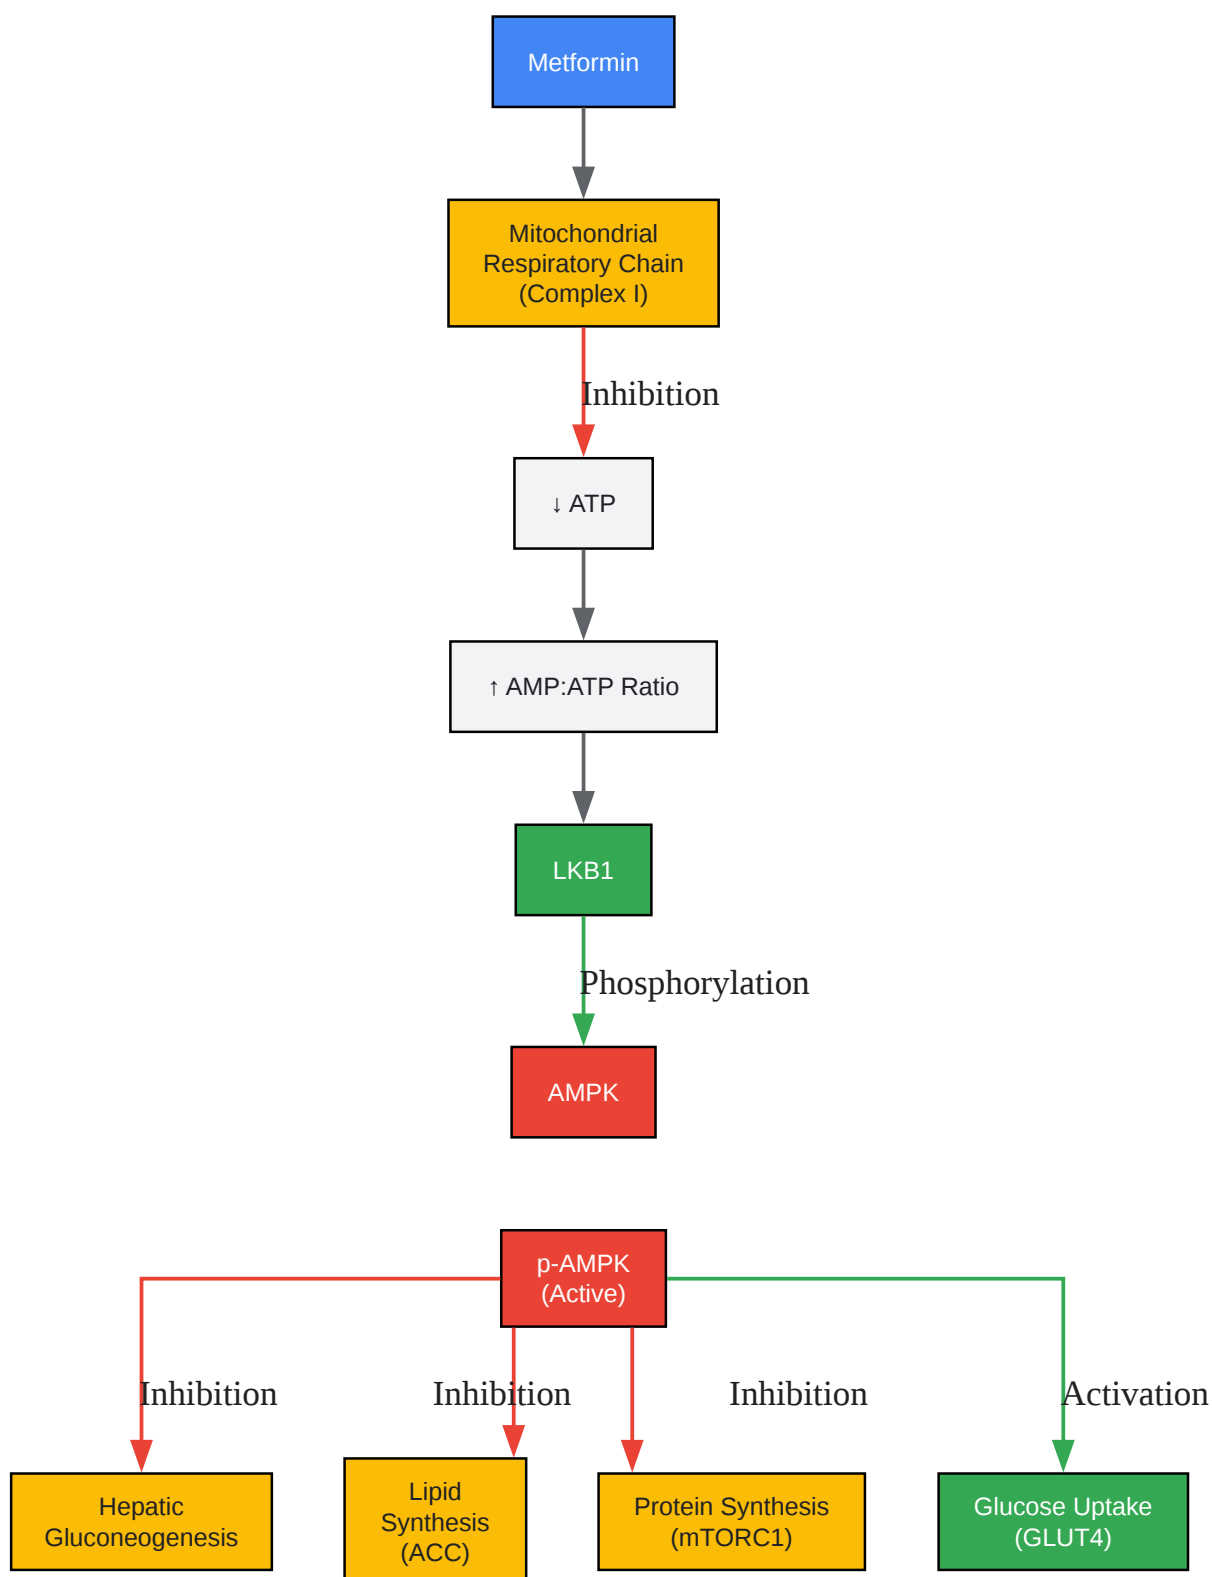 Metformin
Mitochondrial
Respiratory Chain
(Complex I)
Inhibition
↓ ATP
↑ AMP:ATP Ratio
LKB1
Phosphorylation
AMPK
p-AMPK
(Active)
Inhibition
Inhibition
Inhibition
Activation
Hepatic
Gluconeogenesis
Lipid
Synthesis
(ACC)
Protein Synthesis
(mTORC1)
Glucose Uptake
(GLUT4)